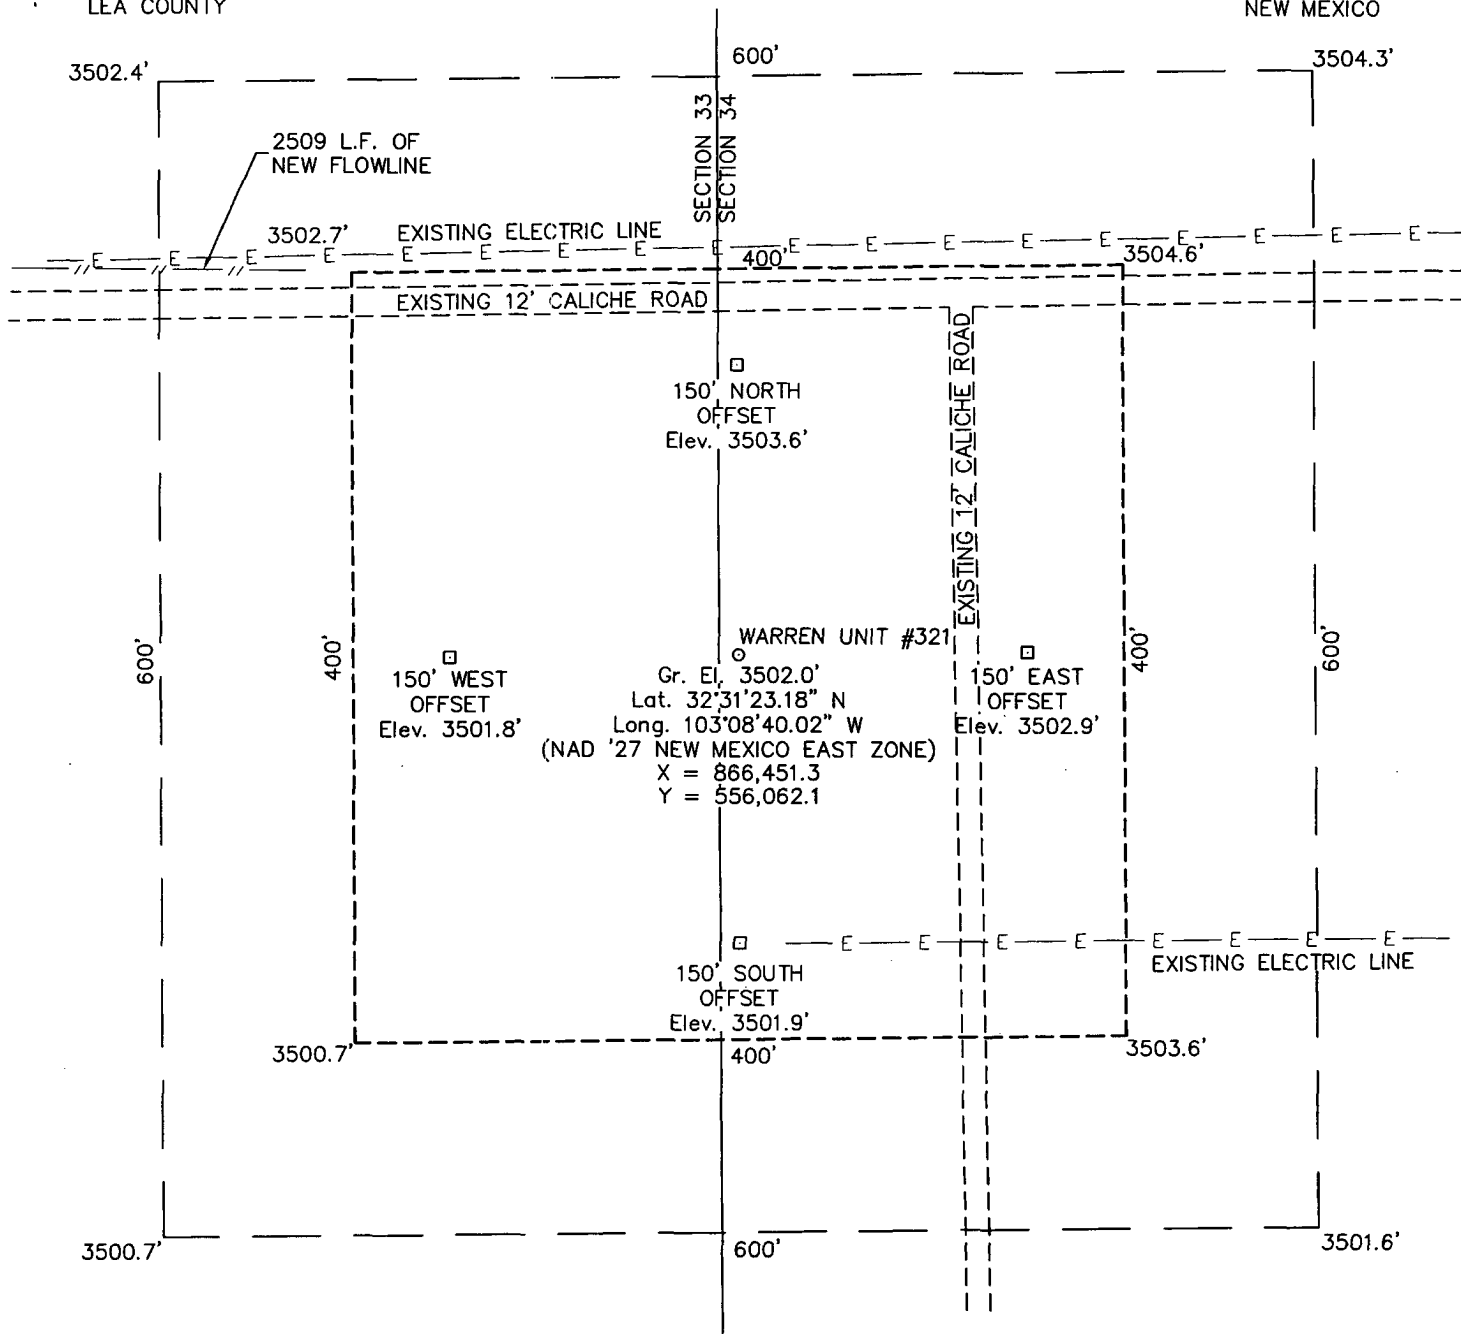 LEA COUNTY
NEW MEXICO
600'
3502.4'
3504.3'
SECTION 33
SECTION 34
2509 L.F. OF
NEW FLOWLINE
3502.7'
EXISTING ELECTRIC LINE
E E E E E E E E E E E E E E E E E E
400'
3504.6'
EXISTING 12' CALICHE ROAD
EXISTING 12' CALICHE ROAD
150' NORTH
OFFSET
Elev. 3503.6'
600'
400'
WARREN UNIT #321
Gr. El. 3502.0'
Lat. 32°31'23.18" N
Long. 103°08'40.02" W
(NAD '27 NEW MEXICO EAST ZONE)
X = 866,451.3
Y = 556,062.1
150' WEST
OFFSET
Elev. 3501.8'
150' EAST
OFFSET
Elev. 3502.9'
400'
600'
E E E E E E E E
EXISTING ELECTRIC LINE
150' SOUTH
OFFSET
Elev. 3501.9'
3500.7'
400'
3503.6'
3500.7'
600'
3501.6'